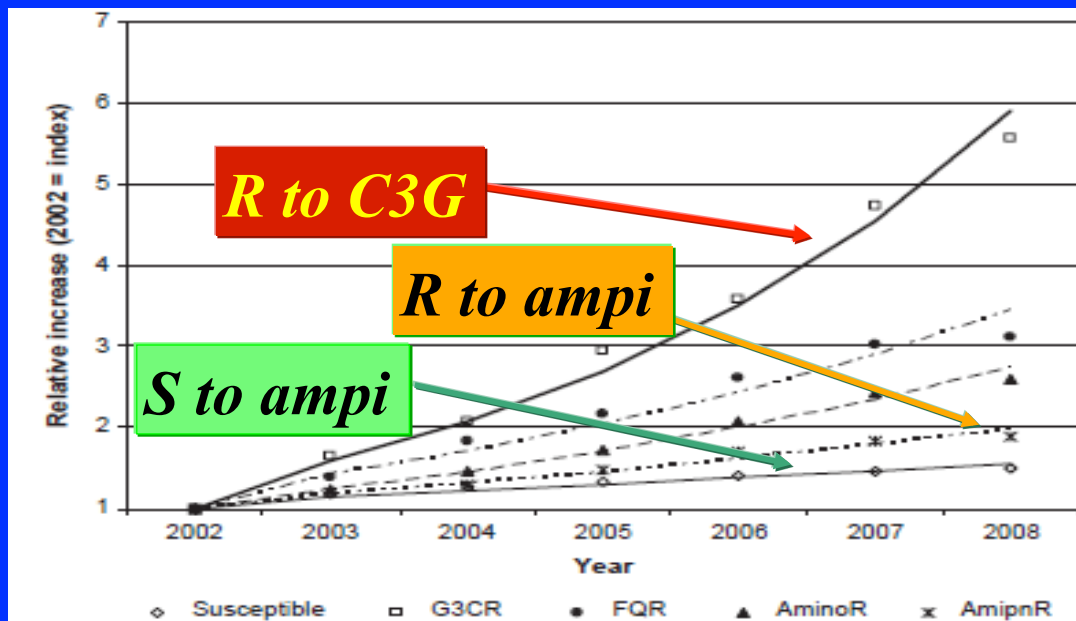 7
6
5
4
3
2
1
Relative increase (2002 = index)
R to C3G
R to ampi
S to ampi
2002 2003 2004 2005 2006 2007 2008
Year
Susceptible G3CR FQR AminoR AmipnR